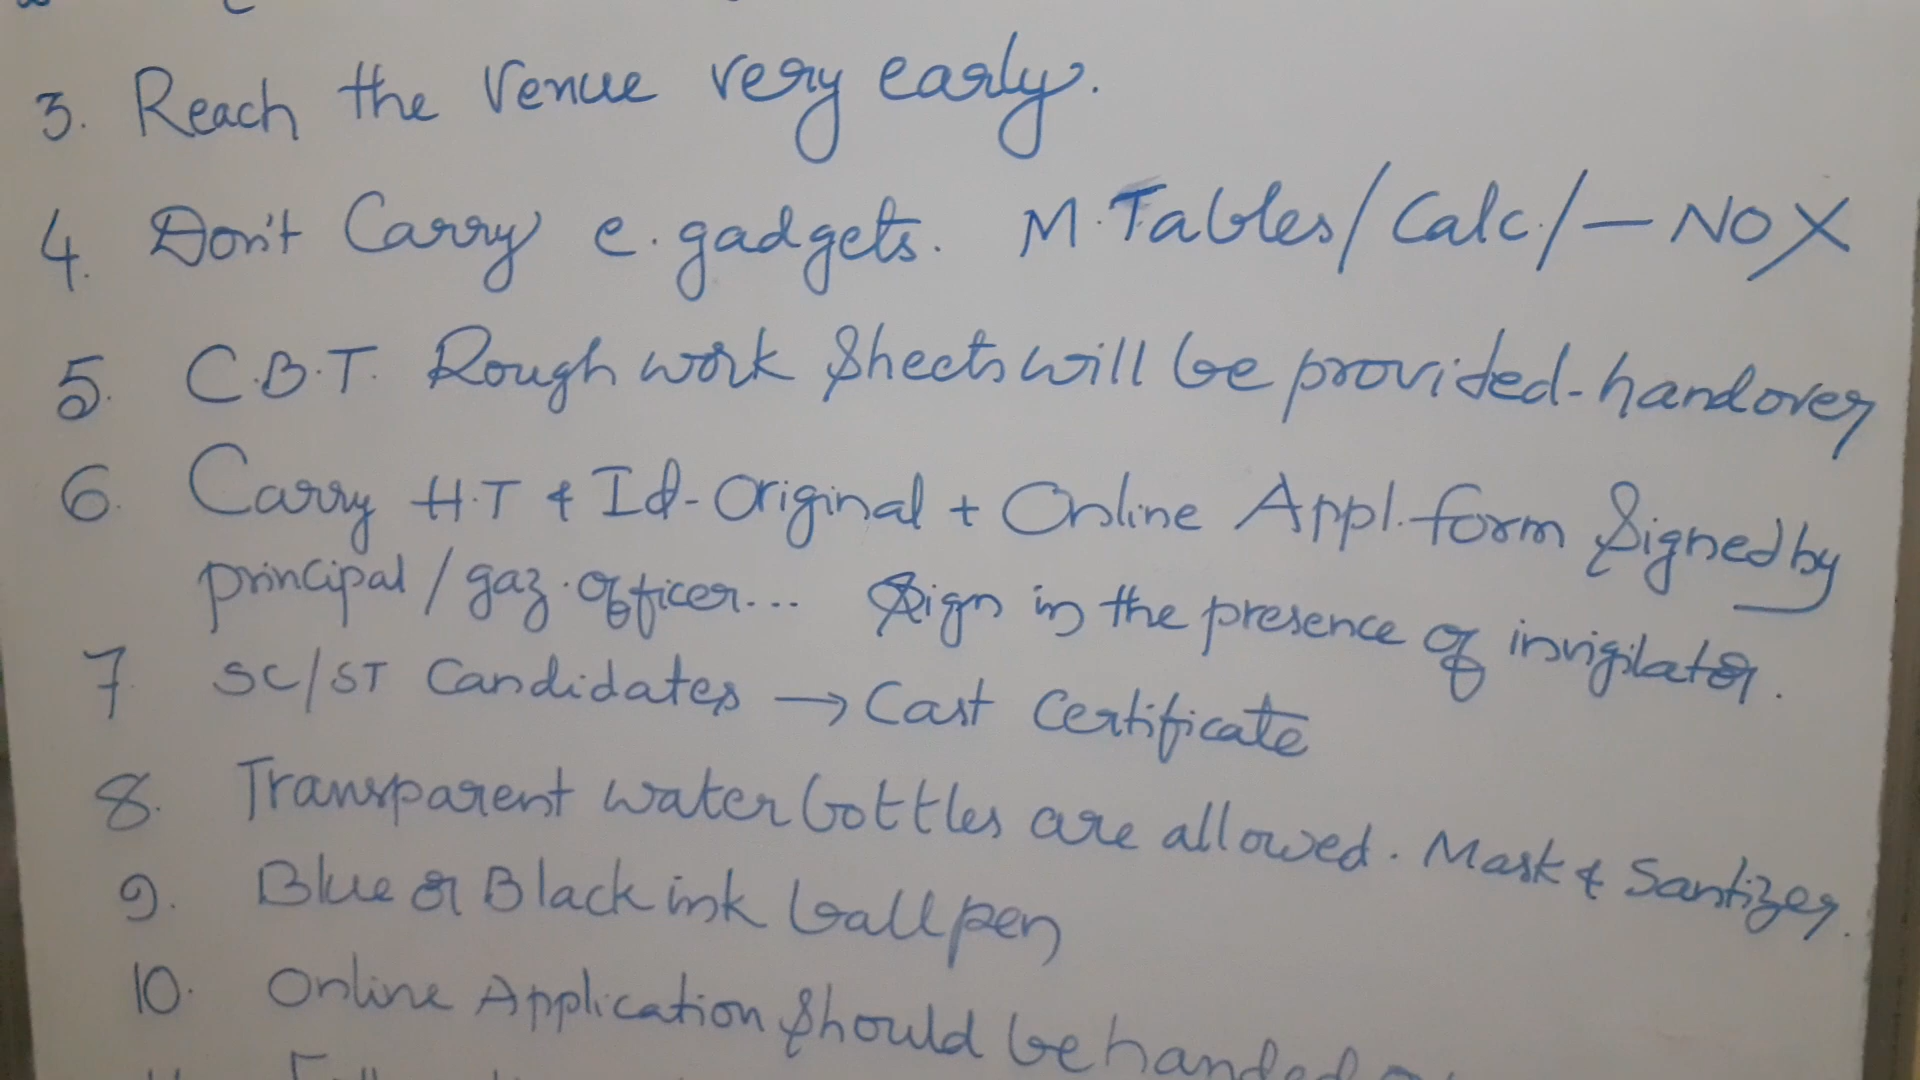 3. Reach the Venue very early.
4. Don't Carry e.gadgets. M.Tables/Calc./— NO X
5. C.B.T. Rough work Sheets will be provided-handover
6. Carry H.T & Id-Original + Online Appl. form Signed by
principal/gaz.officer... Sign in the presence of invigilator.
7 SC/ST Candidates → Cast Certificate
8. Transparent water bottles are allowed. Mask & Santizer.
9. Blue or Black ink ball pen
10. Online Application Should be handed